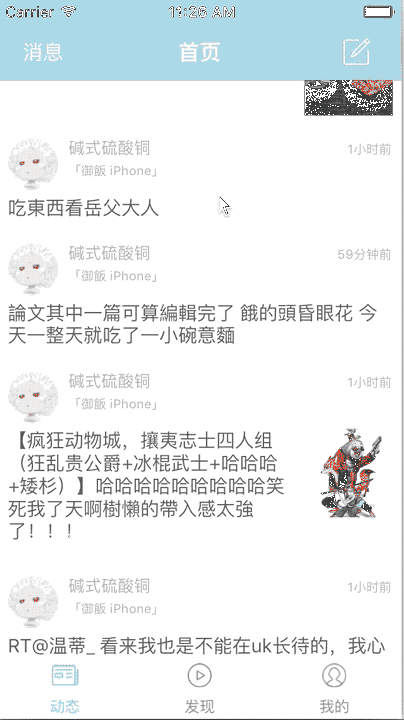 Carrier 11:26 AM
消息 首页
碱式硫酸铜 1小时前
「御飯 iPhone」
吃東西看岳父大人
碱式硫酸铜 59分钟前
「御飯 iPhone」
論文其中一篇可算編輯完了 餓的頭昏眼花 今
天一整天就吃了一小碗意麵
碱式硫酸铜 1小时前
「御飯 iPhone」
【疯狂动物城，攘夷志士四人组
（狂乱贵公爵+冰棍武士+哈哈哈
+矮杉）】哈哈哈哈哈哈哈哈哈哈笑
死我了天啊樹懶的帶入感太強
了！！！
碱式硫酸铜 1小时前
「御飯 iPhone」
RT@温蒂_ 看来我也是不能在uk长待的，我心
动态 发现 我的